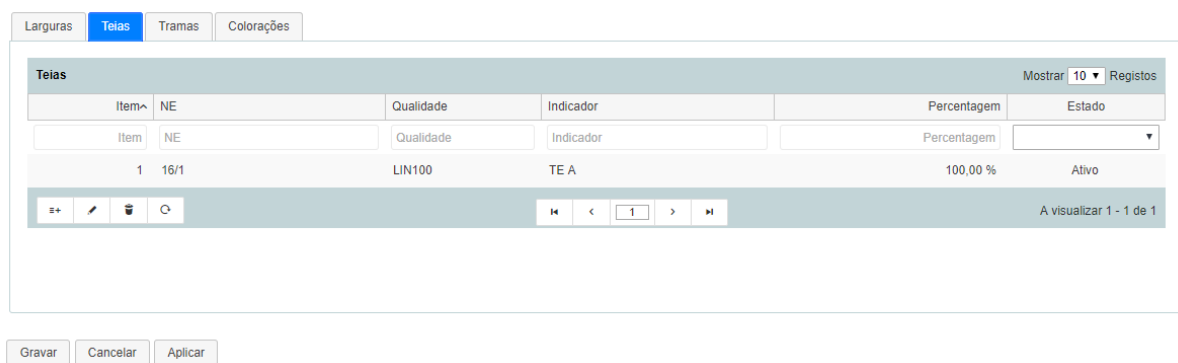 Larguras Teias Tramas Colorações
Teias Mostrar 10 Registos
Item NE Qualidade Indicador Percentagem Estado
Item NE Qualidade Indicador Percentagem
1 16/1 LIN100 TE A 100,00 % Ativo
1 A visualizar 1 - 1 de 1
Gravar Cancelar Aplicar